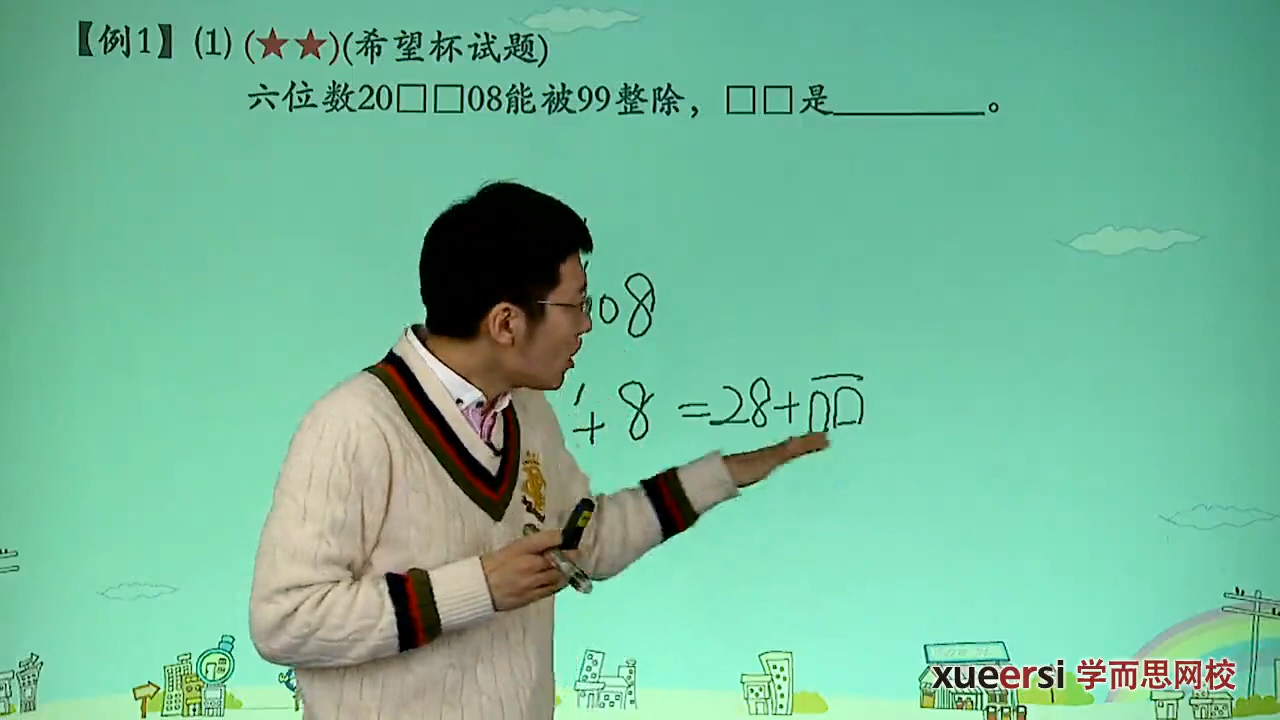 【例1】(1)(★★)(希望杯试题)
六位数20□□08能被99整除，□□是________。
08
+8=28+□□
xueersi 学而思网校